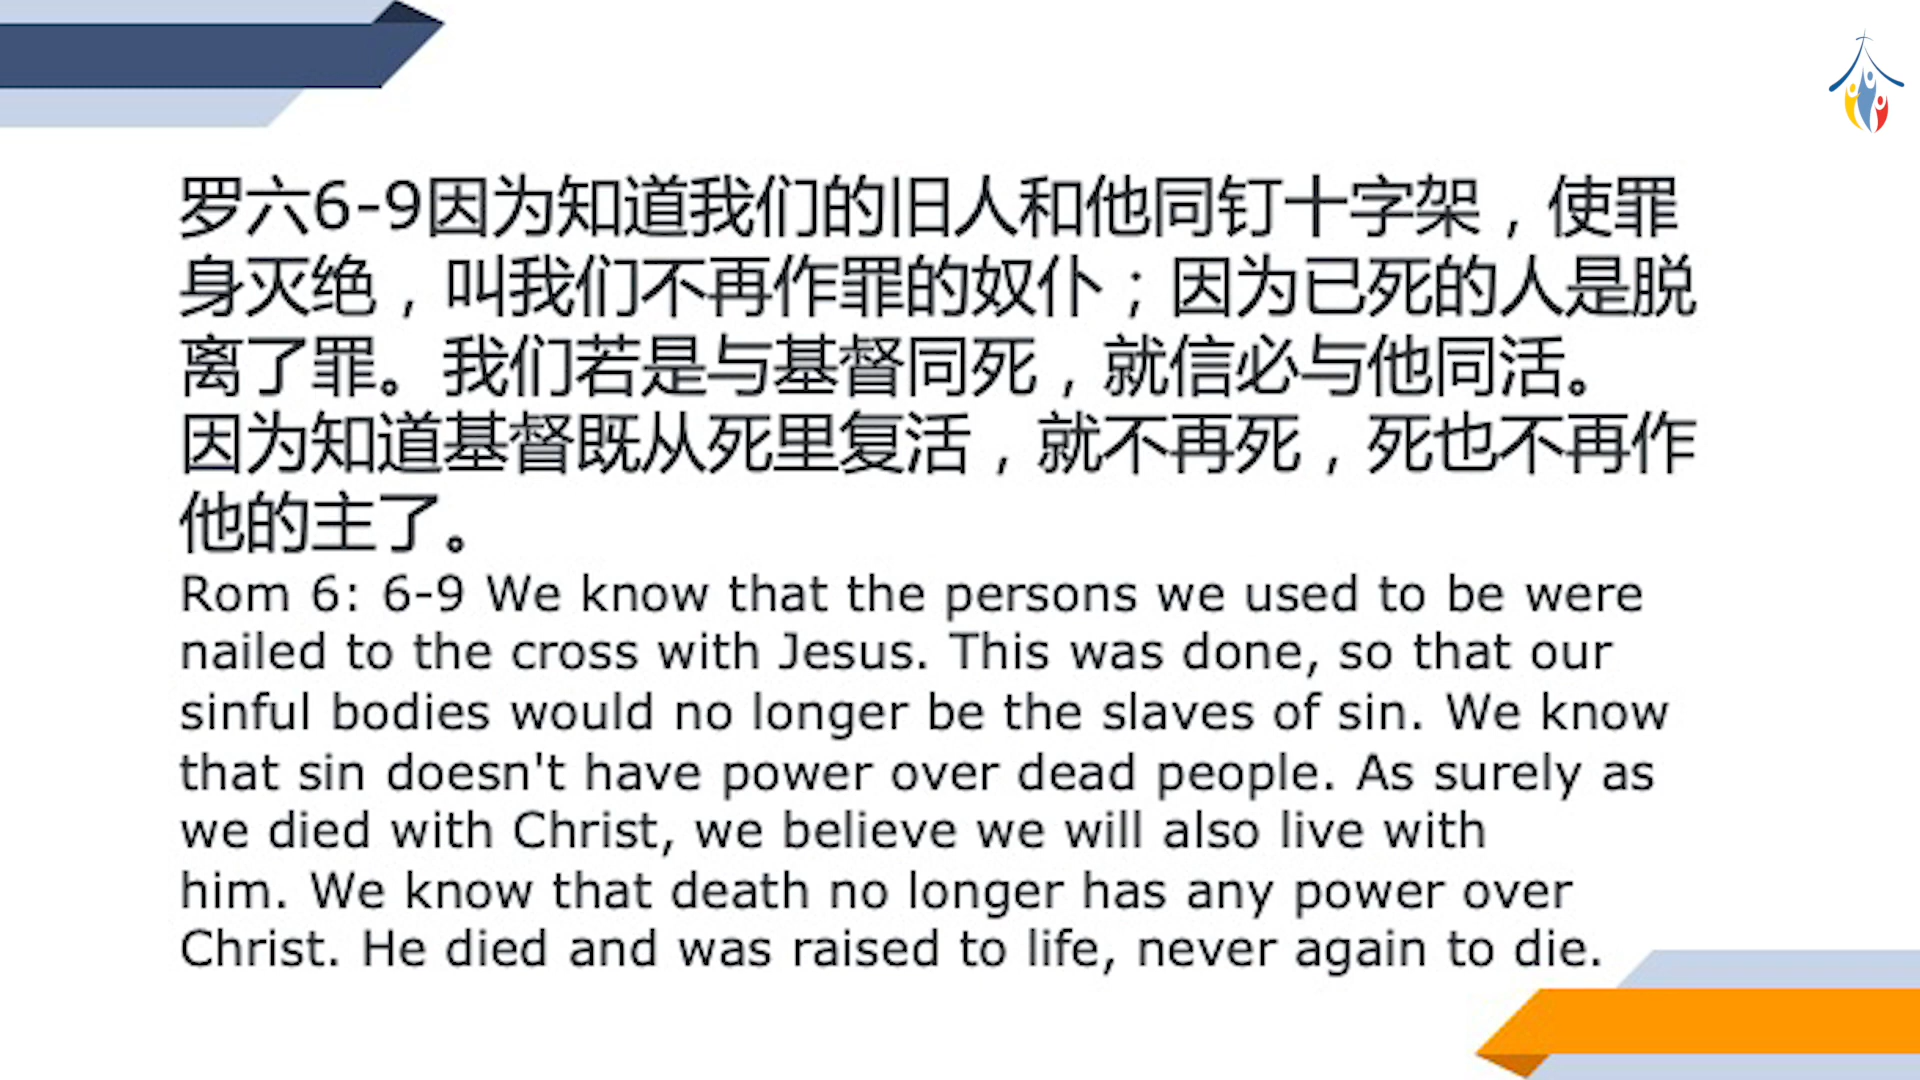 罗六6-9因为知道我们的旧人和他同钉十字架，使罪
身灭绝，叫我们不再作罪的奴仆；因为已死的人是脱
离了罪。我们若是与基督同死，就信必与他同活。
因为知道基督既从死里复活，就不再死，死也不再作
他的主了。
Rom 6: 6-9 We know that the persons we used to be were
nailed to the cross with Jesus. This was done, so that our
sinful bodies would no longer be the slaves of sin. We know
that sin doesn't have power over dead people. As surely as
we died with Christ, we believe we will also live with
him. We know that death no longer has any power over
Christ. He died and was raised to life, never again to die.